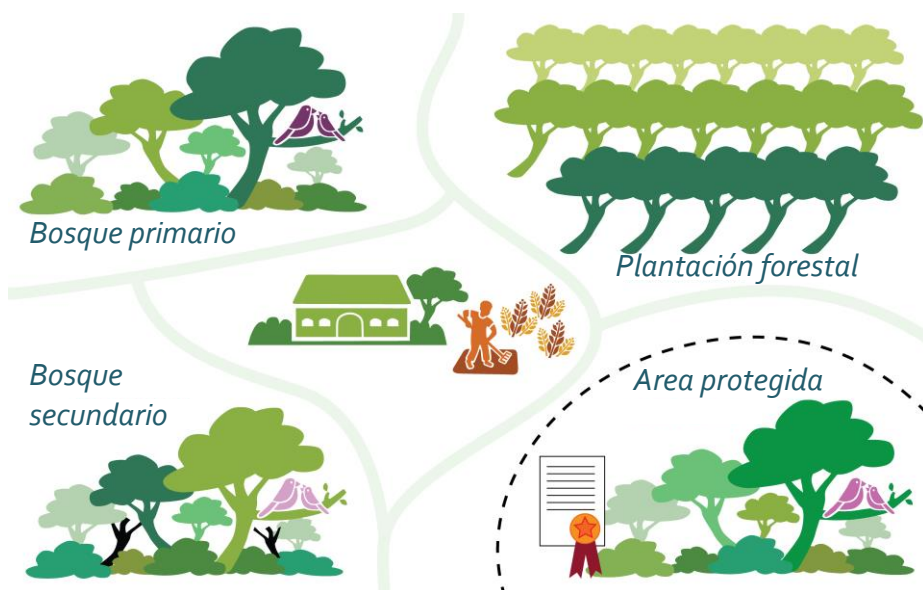 Bosque primario
Plantación forestal
Bosque
secundario
Area protegida